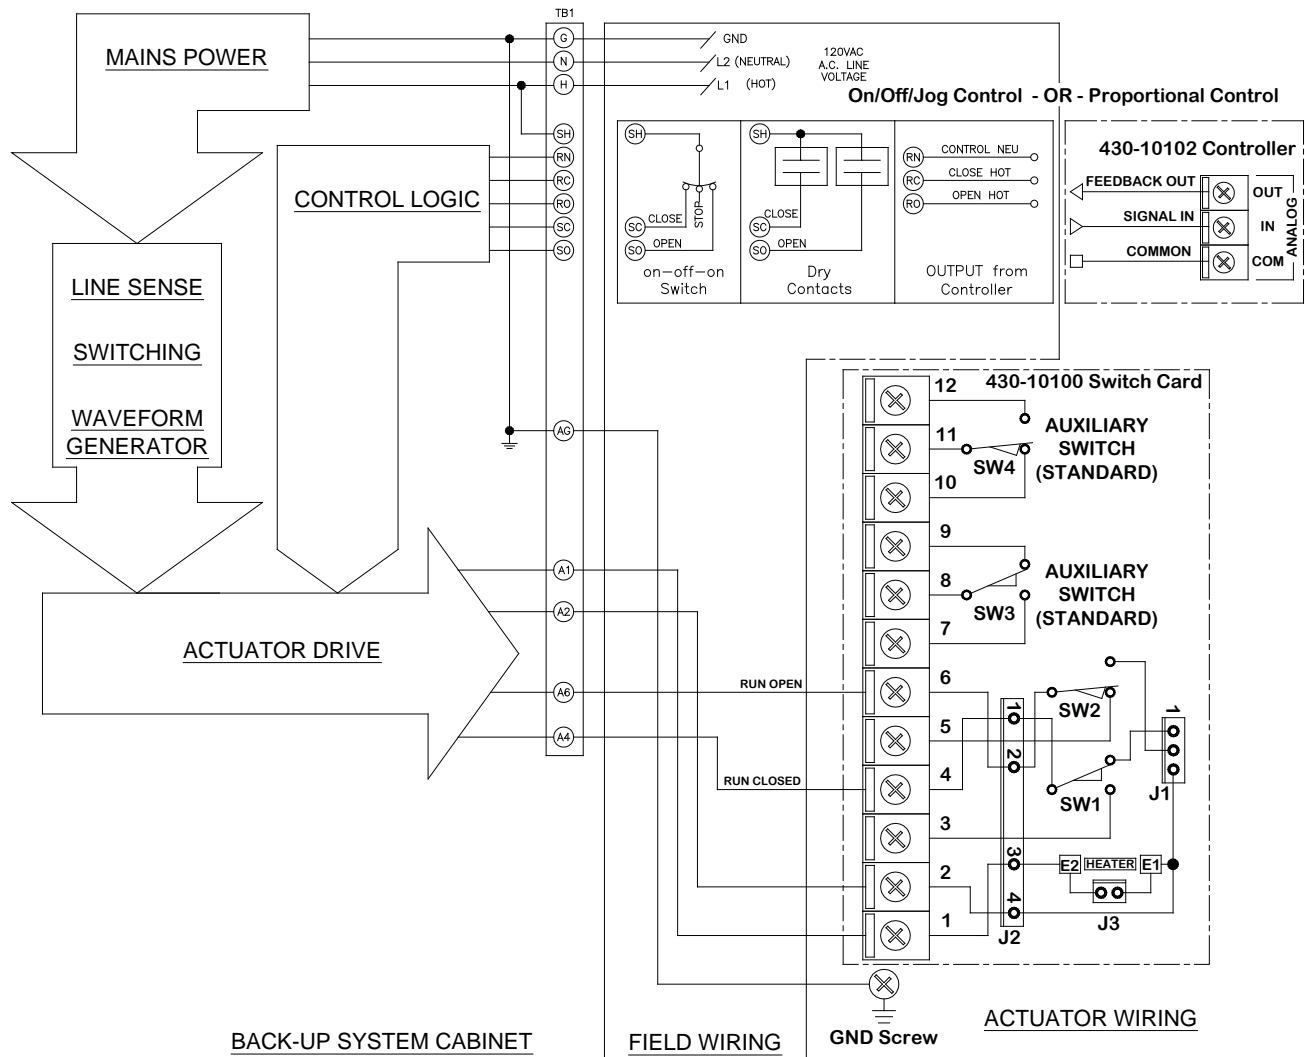 TB1
MAINS POWER
G
GND
N
L2 (NEUTRAL)
H
L1 (HOT)
120VAC
A.C. LINE
VOLTAGE
On/Off/Jog Control - OR - Proportional Control
CONTROL LOGIC
SH
RN
RC
RO
SC
SO
SH
STOP
SC
CLOSE
SO
OPEN
on-off-on
Switch
SH
SC
CLOSE
SO
OPEN
Dry
Contacts
RN
CONTROL NEU
RC
CLOSE HOT
RO
OPEN HOT
OUTPUT from
Controller
430-10102 Controller
FEEDBACK OUT
OUT
SIGNAL IN
IN
COMMON
COM
ANALOG
LINE SENSE
SWITCHING
WAVEFORM
GENERATOR
AG
430-10100 Switch Card
12
11
10
SW4
AUXILIARY
SWITCH
(STANDARD)
9
8
7
SW3
AUXILIARY
SWITCH
(STANDARD)
ACTUATOR DRIVE
A1
A2
A6
RUN OPEN
A4
RUN CLOSED
6
5
4
3
2
1
1
2
3
4
J2
SW2
SW1
1
J1
E2
HEATER
E1
J3
GND Screw
BACK-UP SYSTEM CABINET
FIELD WIRING
ACTUATOR WIRING